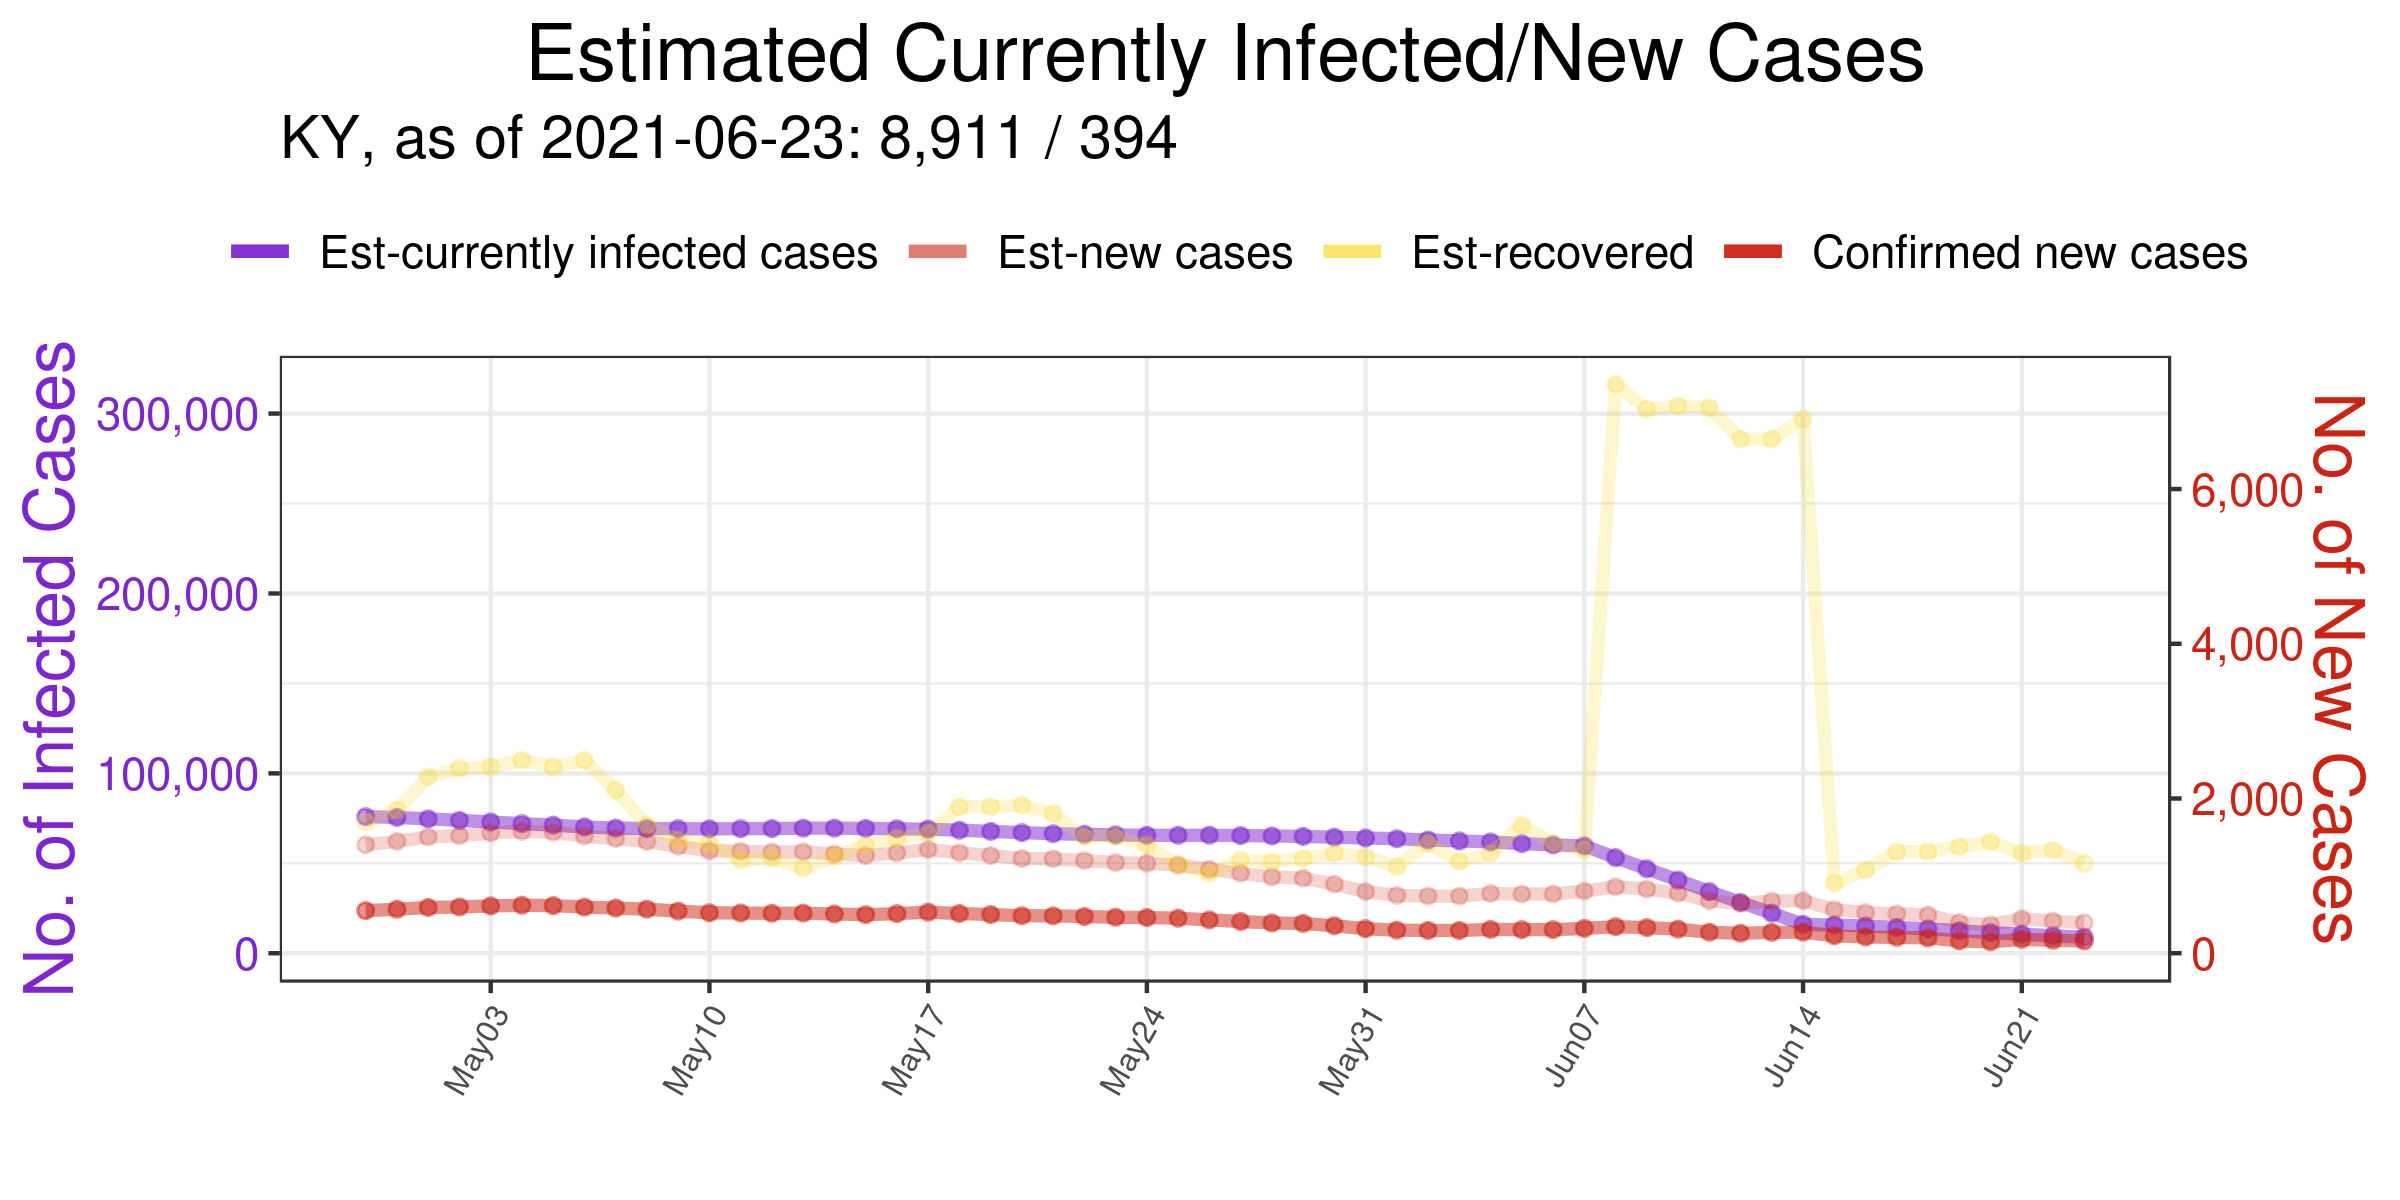 Estimated Currently Infected/New Cases
KY, as of 2021-06-23: 8,911 / 394
Est-currently infected cases Est-new cases Est-recovered Confirmed new cases
No. of Infected Cases
300,000
200,000
100,000
0
No. of New Cases
6,000
4,000
2,000
0
May03 May10 May17 May24 May31 Jun07 Jun14 Jun21